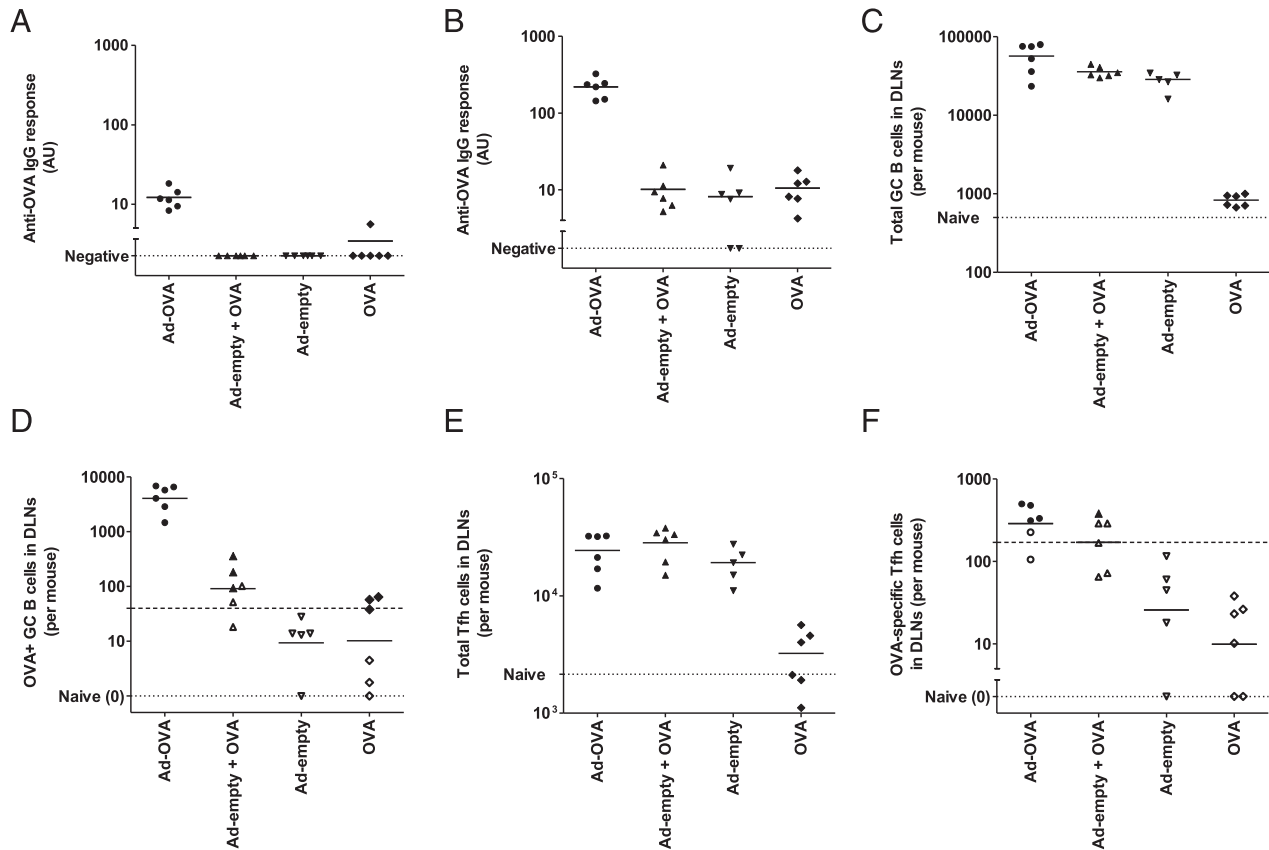 A
Anti-OVA IgG response
(AU)
1000
100
10
Negative
Ad-OVA
Ad-empty + OVA
Ad-empty
OVA
B
Anti-OVA IgG response
(AU)
1000
100
10
Ad-OVA
Ad-empty + OVA
Ad-empty
OVA
C
Total GC B cells in DLNs
(per mouse)
100000
10000
1000
Naive
100
Ad-OVA
Ad-empty + OVA
Ad-empty
OVA
D
OVA+ GC B cells in DLNs
(per mouse)
10000
1000
100
10
Naive (0)
Ad-OVA
Ad-empty + OVA
Ad-empty
OVA
E
Total Tfh cells in DLNs
(per mouse)
10⁵
10⁴
Naive
10³
Ad-OVA
Ad-empty + OVA
Ad-empty
OVA
F
OVA-specific Tfh cells
in DLNs (per mouse)
1000
100
10
Naive (0)
Ad-OVA
Ad-empty + OVA
Ad-empty
OVA